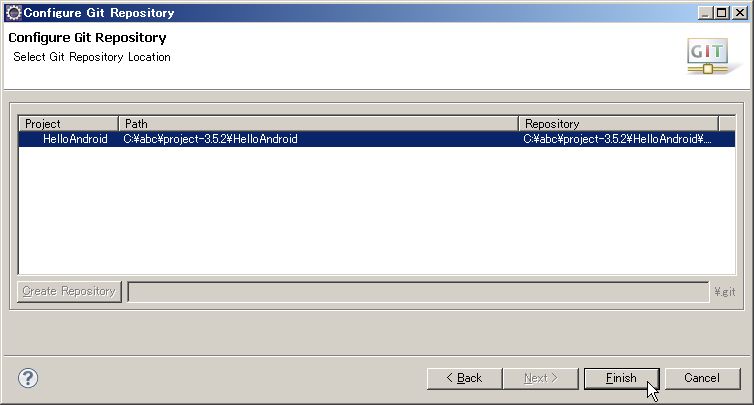 Configure Git Repository
Configure Git Repository
Select Git Repository Location
GIT
Project Path Repository
HelloAndroid C:¥abc¥project-3.5.2¥HelloAndroid C:¥abc¥project-3.5.2¥HelloAndroid¥....
Create Repository ¥.git
? < Back Next > Finish Cancel